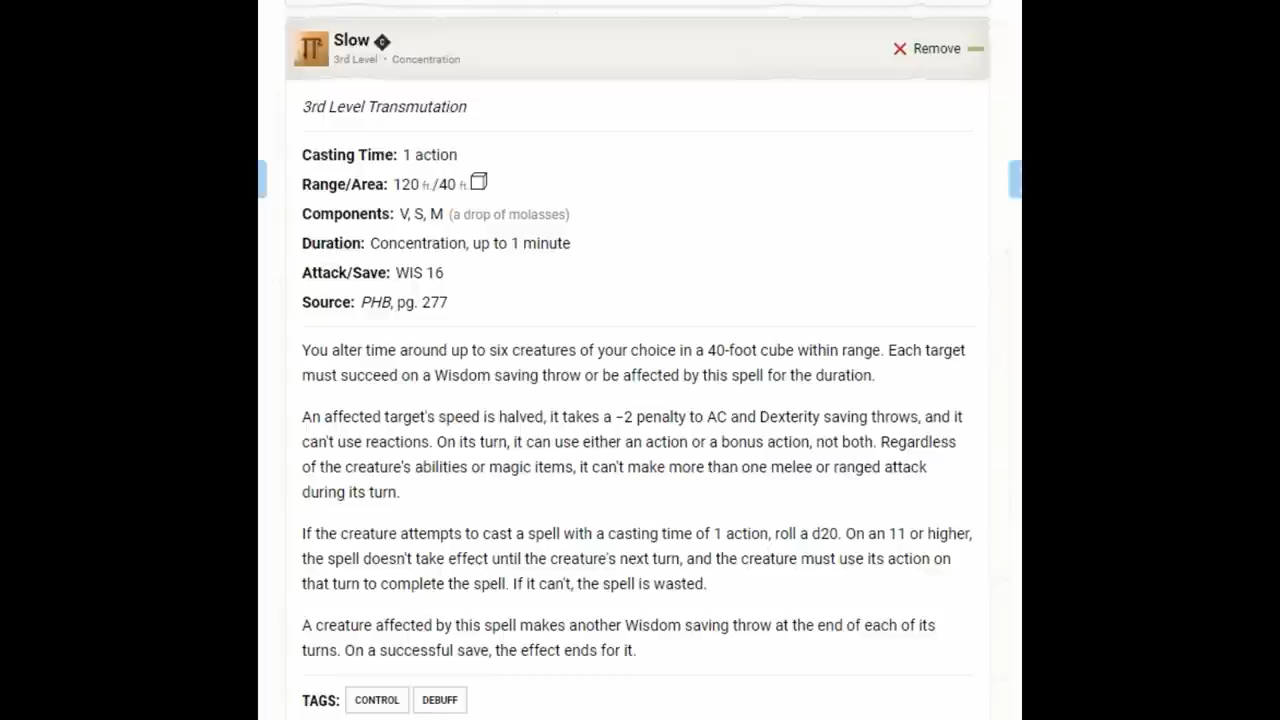 Slow C
3rd Level • Concentration
Remove
3rd Level Transmutation
Casting Time: 1 action
Range/Area: 120 ft./40 ft.
Components: V, S, M (a drop of molasses)
Duration: Concentration, up to 1 minute
Attack/Save: WIS 16
Source: PHB, pg. 277
You alter time around up to six creatures of your choice in a 40-foot cube within range. Each target
must succeed on a Wisdom saving throw or be affected by this spell for the duration.
An affected target's speed is halved, it takes a −2 penalty to AC and Dexterity saving throws, and it
can't use reactions. On its turn, it can use either an action or a bonus action, not both. Regardless
of the creature's abilities or magic items, it can't make more than one melee or ranged attack
during its turn.
If the creature attempts to cast a spell with a casting time of 1 action, roll a d20. On an 11 or higher,
the spell doesn't take effect until the creature's next turn, and the creature must use its action on
that turn to complete the spell. If it can't, the spell is wasted.
A creature affected by this spell makes another Wisdom saving throw at the end of each of its
turns. On a successful save, the effect ends for it.
TAGS: CONTROL DEBUFF